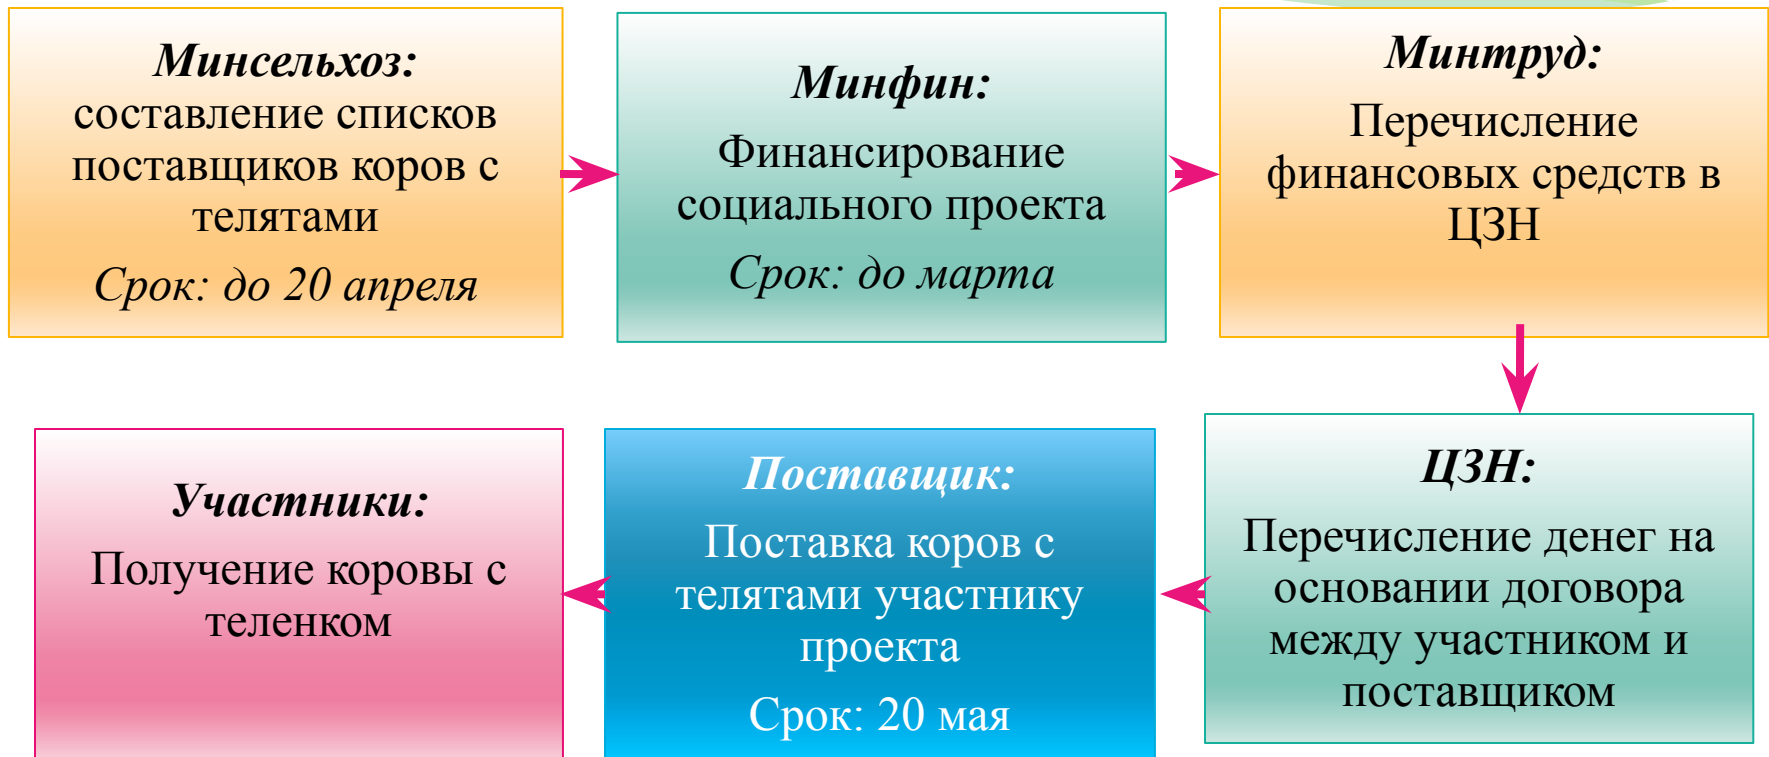 Минсельхоз:
составление списков
поставщиков коров с
телятами
Срок: до 20 апреля
Минфин:
Финансирование
социального проекта
Срок: до марта
Минтруд:
Перечисление
финансовых средств в
ЦЗН
ЦЗН:
Перечисление денег на
основании договора
между участником и
поставщиком
Поставщик:
Поставка коров с
телятами участнику
проекта
Срок: 20 мая
Участники:
Получение коровы с
теленком